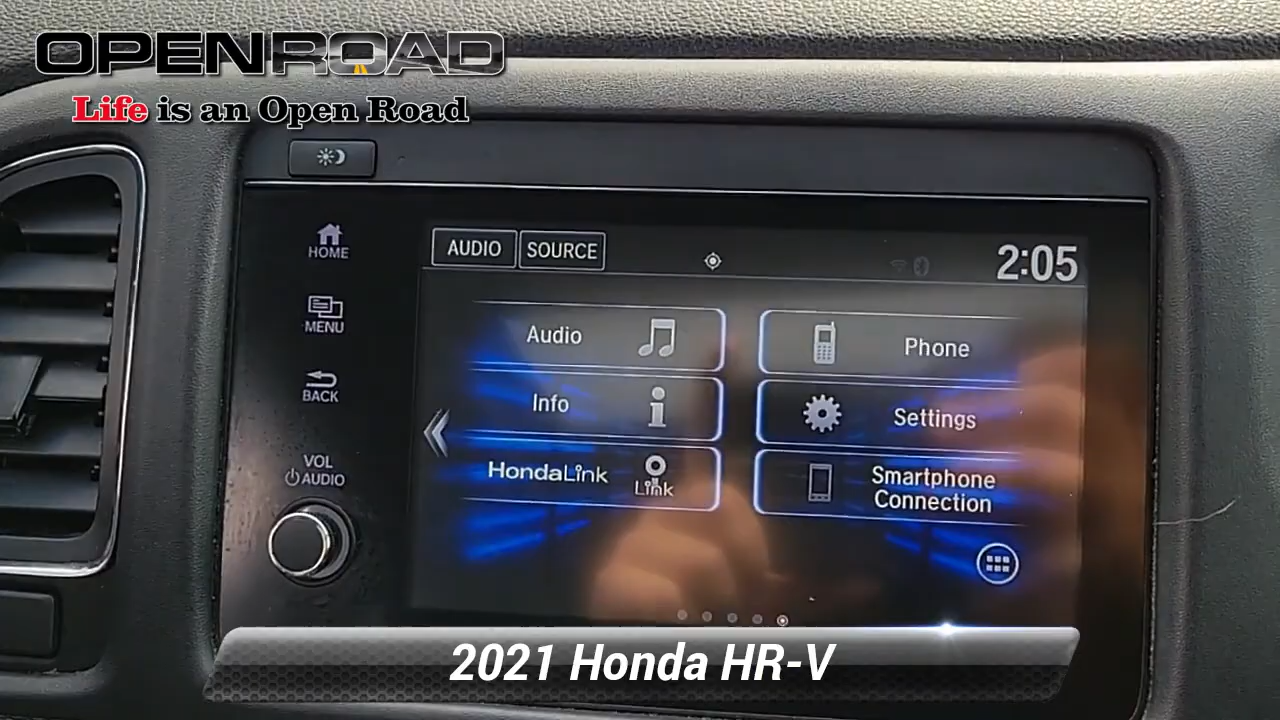 OPENROAD
Life is an Open Road
HOME
MENU
BACK
VOL
AUDIO
AUDIO SOURCE 2:05
Audio
Phone
Info
Settings
HondaLink
Link
Smartphone
Connection
2021 Honda HR-V